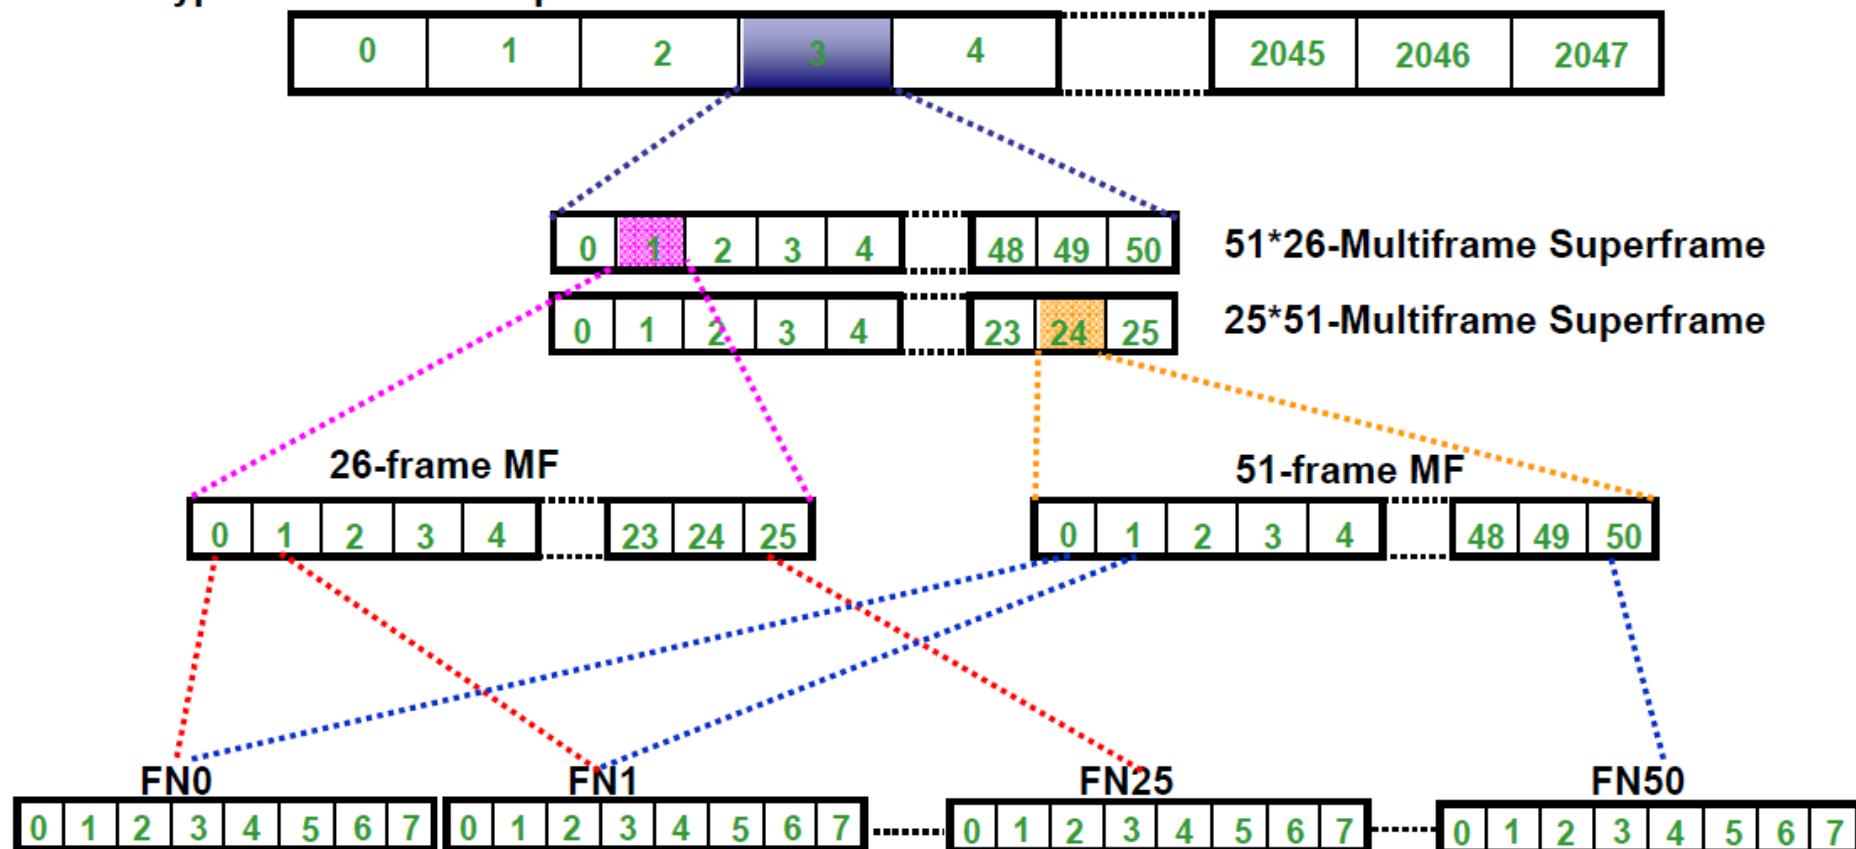 0 1 2 3 4 2045 2046 2047
0 1 2 3 4 48 49 50 51*26-Multiframe Superframe
0 1 2 3 4 23 24 25 25*51-Multiframe Superframe
26-frame MF 51-frame MF
0 1 2 3 4 23 24 25 0 1 2 3 4 48 49 50
FN0 FN1 FN25 FN50
0 1 2 3 4 5 6 7 0 1 2 3 4 5 6 7 0 1 2 3 4 5 6 7 0 1 2 3 4 5 6 7